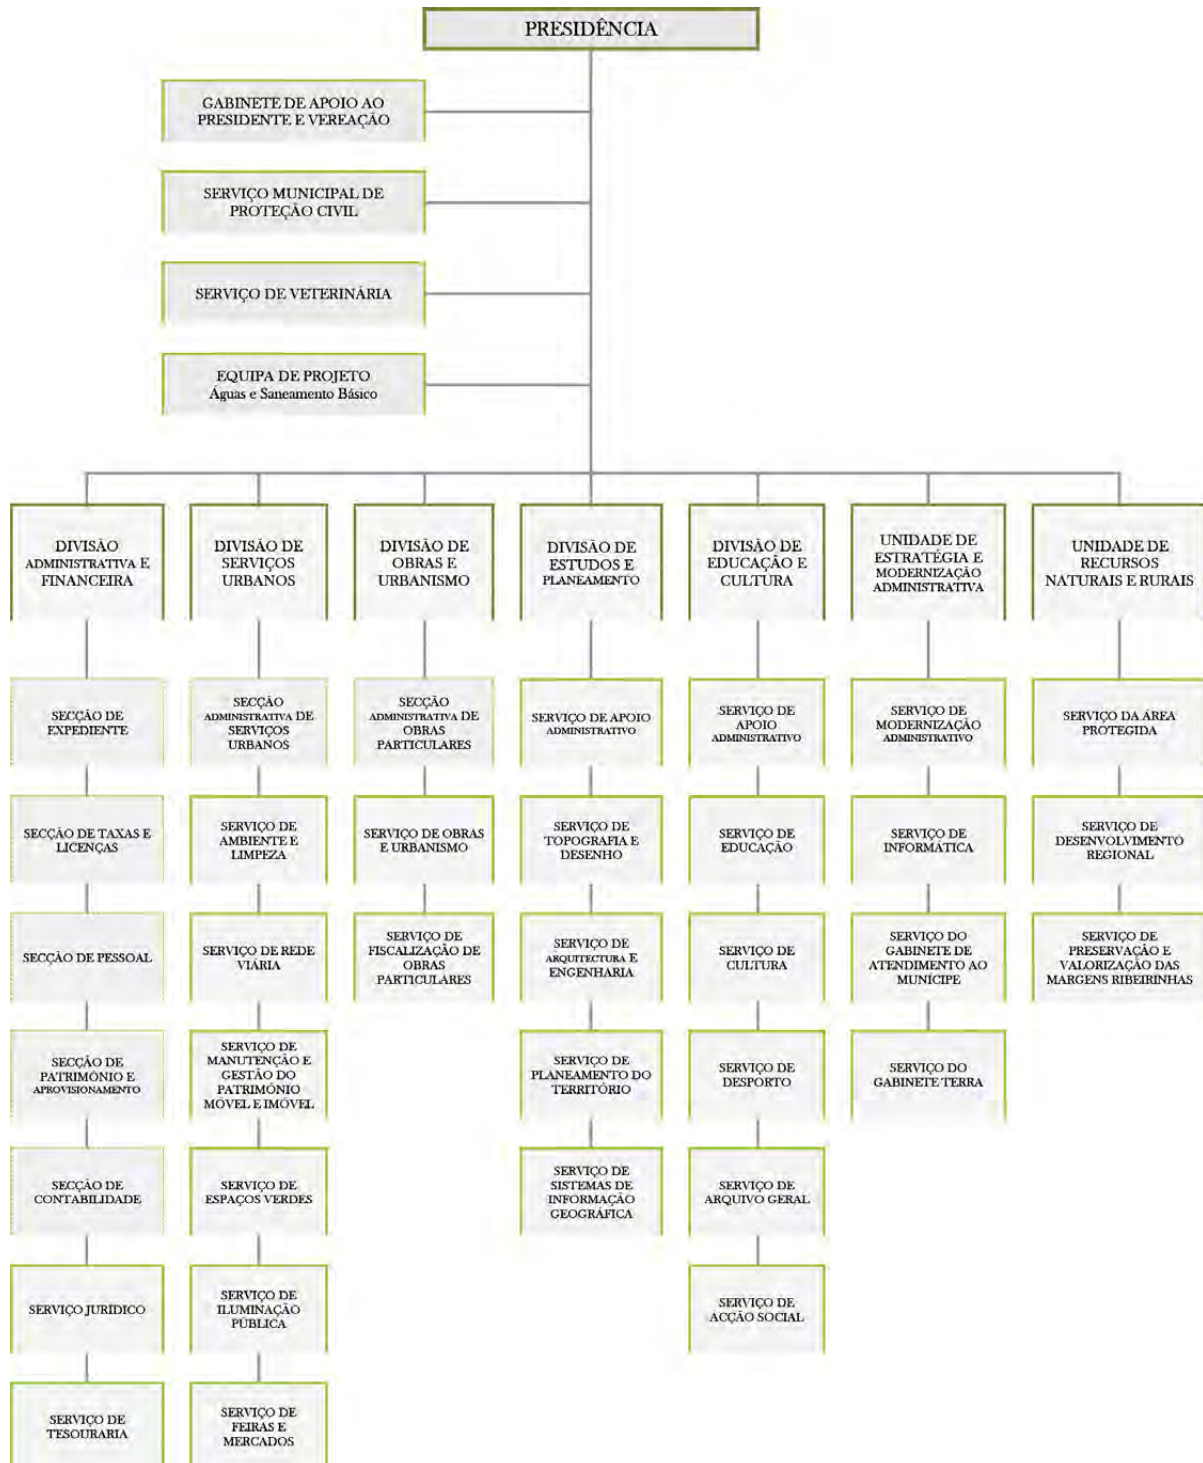 PRESIDÊNCIA
GABINETE DE APOIO AO
PRESIDENTE E VEREAÇÃO
SERVIÇO MUNICIPAL DE
PROTEÇÃO CIVIL
SERVIÇO DE VETERINÁRIA
EQUIPA DE PROJETO
Águas e Saneamento Básico
DIVISÃO
ADMINISTRATIVA E
FINANCEIRA
SECÇÃO DE
EXPEDIENTE
SECÇÃO DE TAXAS E
LICENÇAS
SECÇÃO DE PESSOAL
SECÇÃO DE
PATRIMÓNIO E
APROVISIONAMENTO
SECÇÃO DE
CONTABILIDADE
SERVIÇO JURÍDICO
SERVIÇO DE
TESOURARIA
DIVISÃO DE
SERVIÇOS
URBANOS
SECÇÃO
ADMINISTRATIVA DE
SERVIÇOS
URBANOS
SERVIÇO DE
AMBIENTE E
LIMPEZA
SERVIÇO DE REDE
VIÁRIA
SERVIÇO DE
MANUTENÇÃO E
GESTÃO DO
PATRIMÓNIO
MÓVEL E IMÓVEL
SERVIÇO DE
ESPAÇOS VERDES
SERVIÇO DE
ILUMINAÇÃO
PÚBLICA
SERVIÇO DE
FEIRAS E
MERCADOS
DIVISÃO DE
OBRAS E
URBANISMO
SECÇÃO
ADMINISTRATIVA DE
OBRAS
PARTICULARES
SERVIÇO DE OBRAS
E URBANISMO
SERVIÇO DE
FISCALIZAÇÃO DE
OBRAS
PARTICULARES
DIVISÃO DE
ESTUDOS E
PLANEAMENTO
SERVIÇO DE APOIO
ADMINISTRATIVO
SERVIÇO DE
TOPOGRAFIA E
DESENHO
SERVIÇO DE
ARQUITECTURA E
ENGENHARIA
SERVIÇO DE
PLANEAMENTO DO
TERRITÓRIO
SERVIÇO DE
SISTEMAS DE
INFORMAÇÃO
GEOGRÁFICA
DIVISÃO DE
EDUCAÇÃO E
CULTURA
SERVIÇO DE
APOIO
ADMINISTRATIVO
SERVIÇO DE
EDUCAÇÃO
SERVIÇO DE
CULTURA
SERVIÇO DE
DESPORTO
SERVIÇO DE
ARQUIVO GERAL
SERVIÇO DE
ACÇÃO SOCIAL
UNIDADE DE
ESTRATÉGIA E
MODERNIZAÇÃO
ADMINISTRATIVA
SERVIÇO DE
MODERNIZAÇÃO
ADMINISTRATIVO
SERVIÇO DE
INFORMÁTICA
SERVIÇO DO
GABINETE DE
ATENDIMENTO AO
MUNÍCIPE
SERVIÇO DO
GABINETE TERRA
UNIDADE DE
RECURSOS
NATURAIS E RURAIS
SERVIÇO DA ÁREA
PROTEGIDA
SERVIÇO DE
DESENVOLVIMENTO
REGIONAL
SERVIÇO DE
PRESERVAÇÃO E
VALORIZAÇÃO DAS
MARGENS RIBEIRINHAS